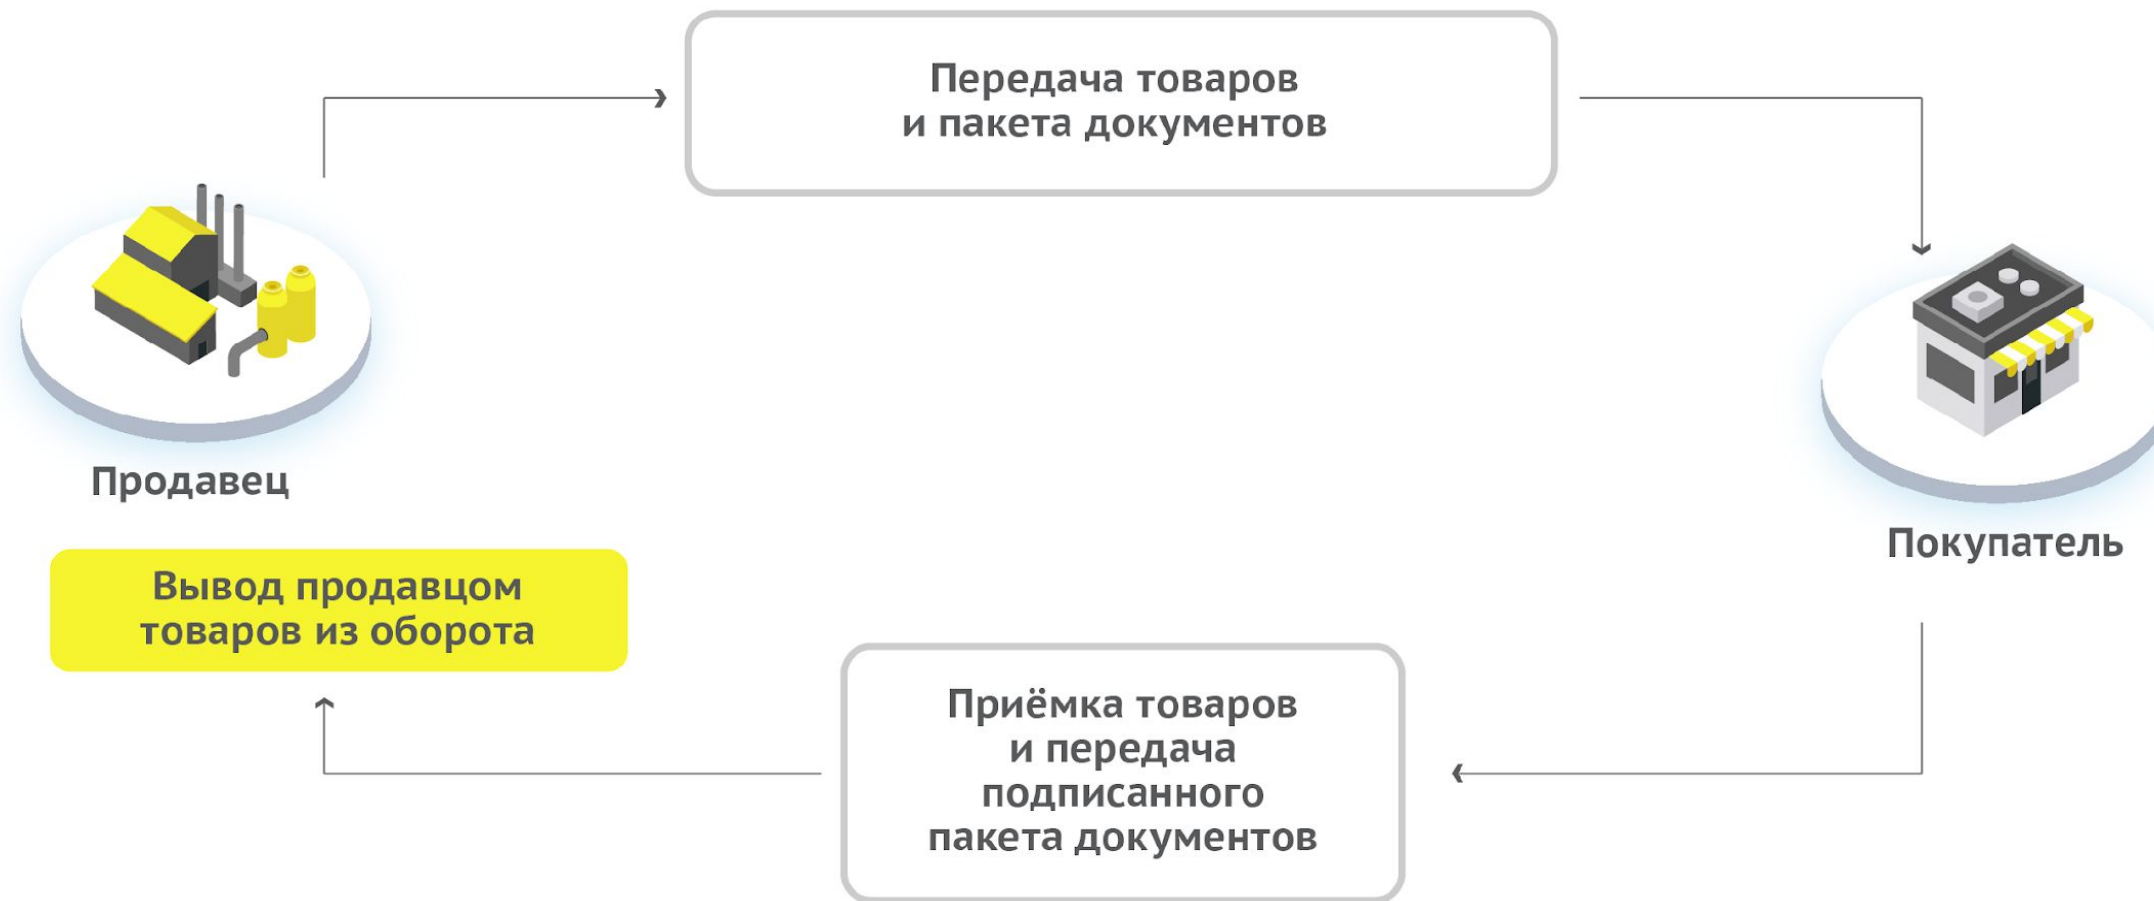 Передача товаров
и пакета документов
Продавец
Покупатель
Вывод продавцом
товаров из оборота
Приёмка товаров
и передача
подписанного
пакета документов